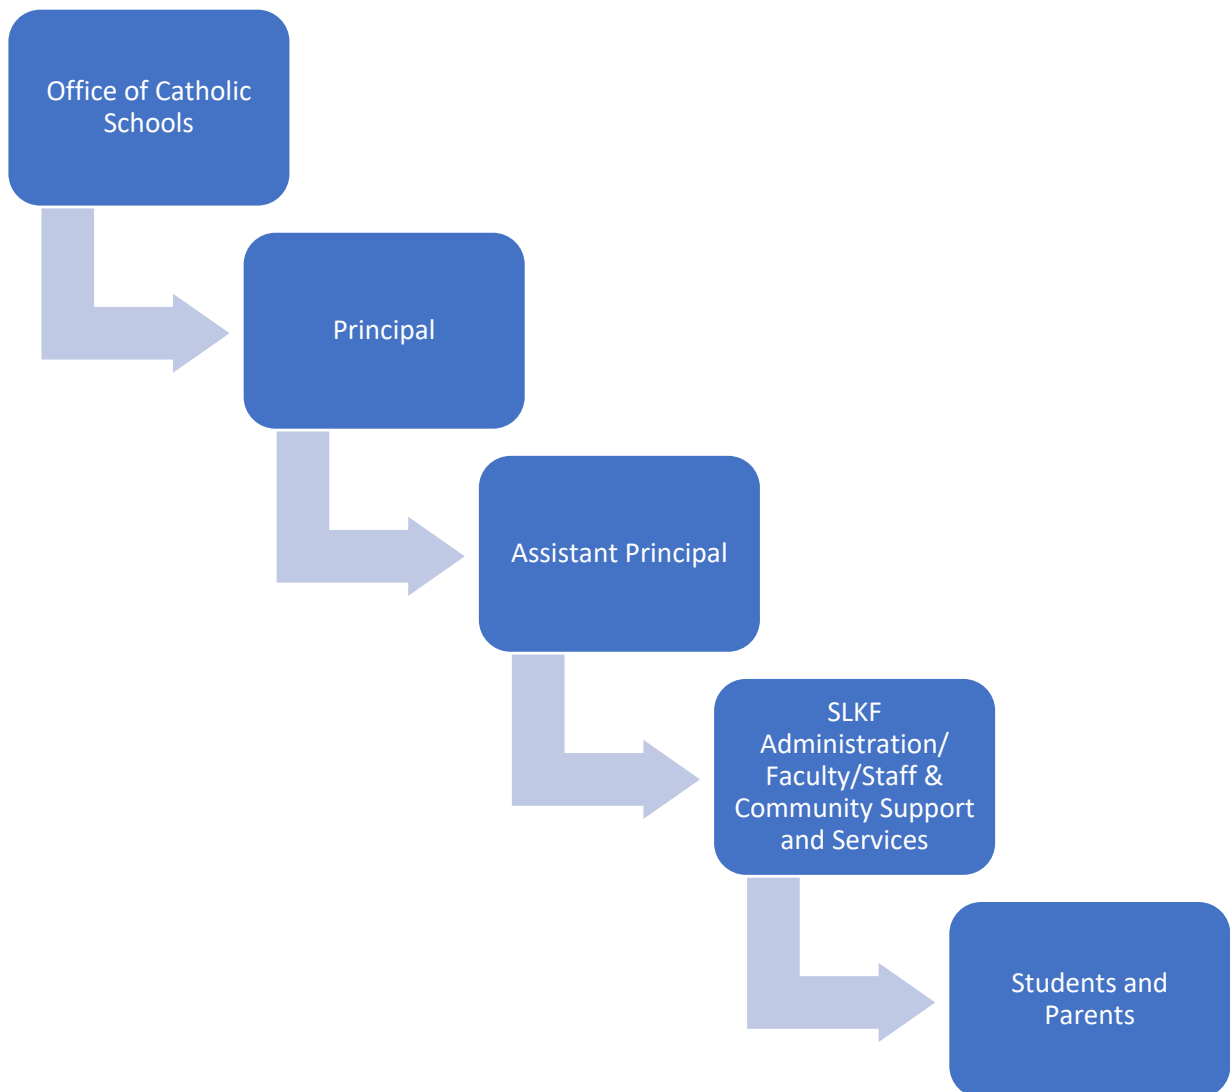 Office of Catholic
Schools
Principal
Assistant Principal
SLKF
Administration/
Faculty/Staff &
Community Support
and Services
Students and
Parents